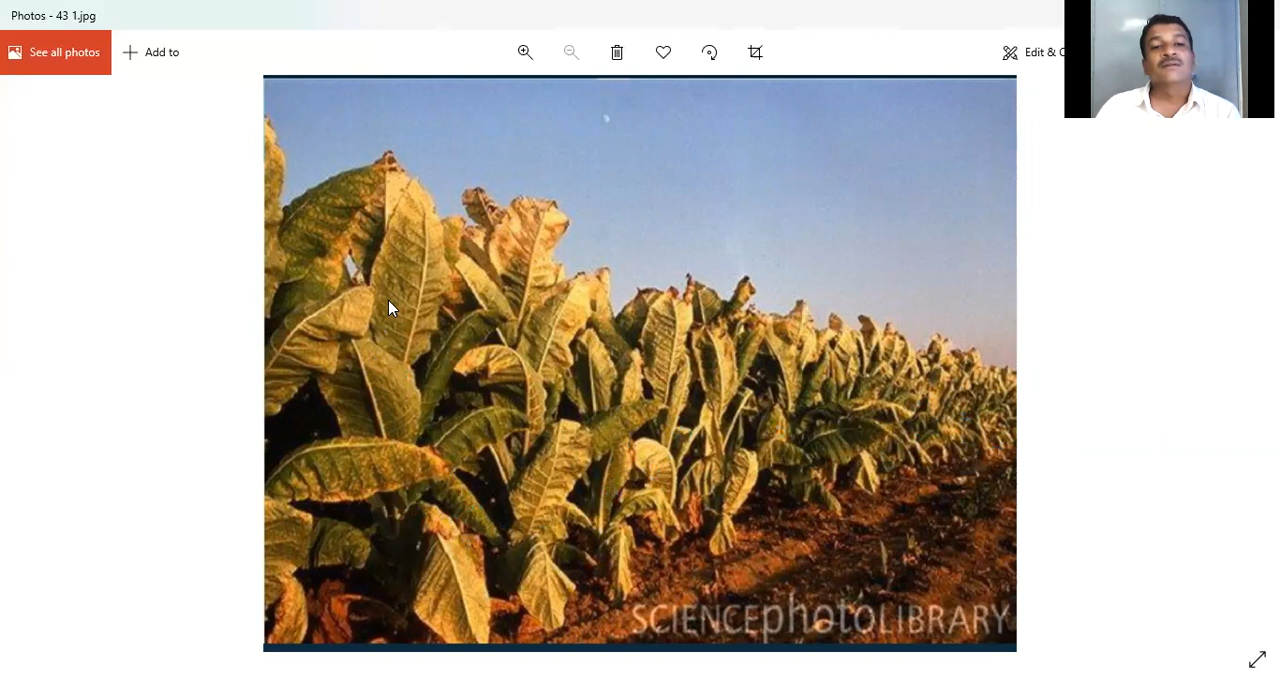 Photos - 43 1.jpg
See all photos
Add to
Edit & C
SCIENCEphotoLIBRARY